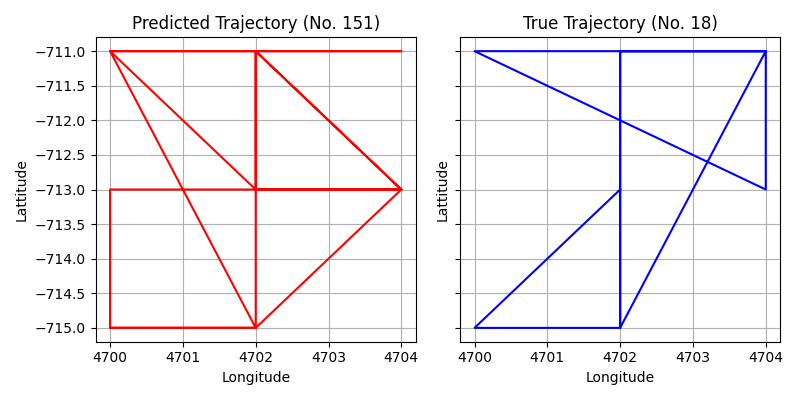 Predicted Trajectory (No. 151)
True Trajectory (No. 18)
−711.0
−711.5
−712.0
−712.5
−713.0
−713.5
−714.0
−714.5
−715.0
Lattitude
Lattitude
4700 4701 4702 4703 4704
4700 4701 4702 4703 4704
Longitude
Longitude